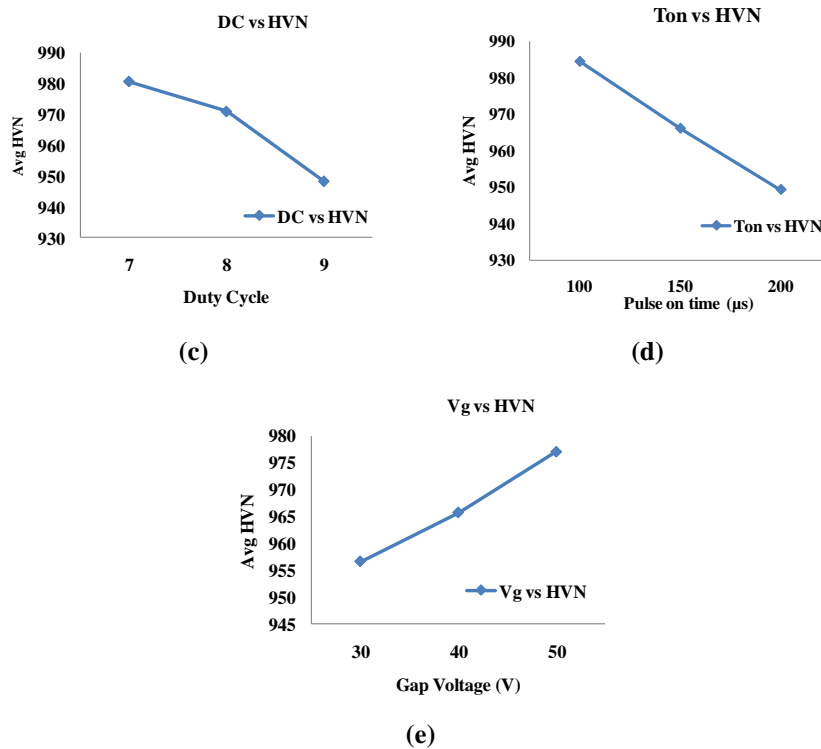 DC vs HVN
990
980
970
960
950
940
930
Avg HVN
DC vs HVN
7 8 9
Duty Cycle
(c)
Ton vs HVN
990
980
970
960
950
940
930
Avg HVN
Ton vs HVN
100 150 200
Pulse on time (µs)
(d)
Vg vs HVN
980
975
970
965
960
955
950
945
Avg HVN
Vg vs HVN
30 40 50
Gap Voltage (V)
(e)